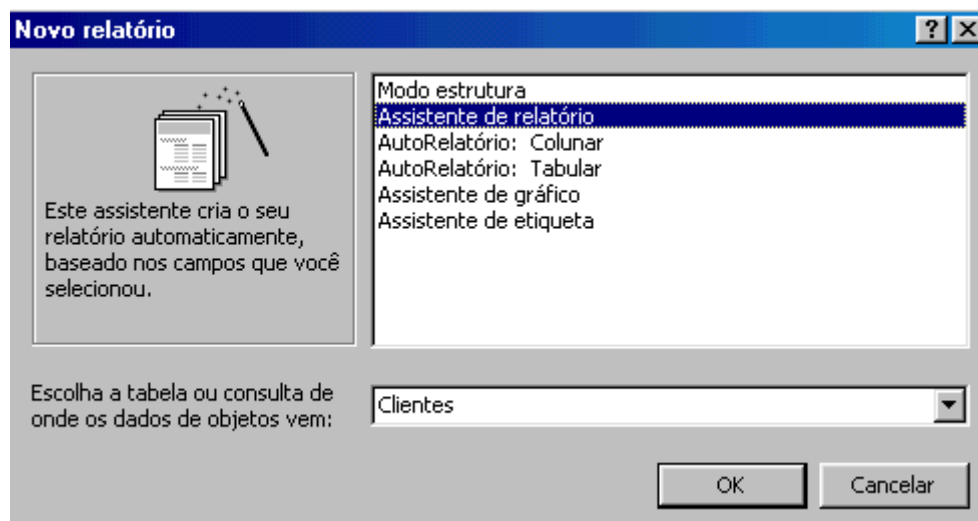 Novo relatório
Modo estrutura
Assistente de relatório
AutoRelatório: Colunar
AutoRelatório: Tabular
Assistente de gráfico
Assistente de etiqueta
Este assistente cria o seu
relatório automaticamente,
baseado nos campos que você
selecionou.
Escolha a tabela ou consulta de
onde os dados de objetos vem:
Clientes
OK
Cancelar